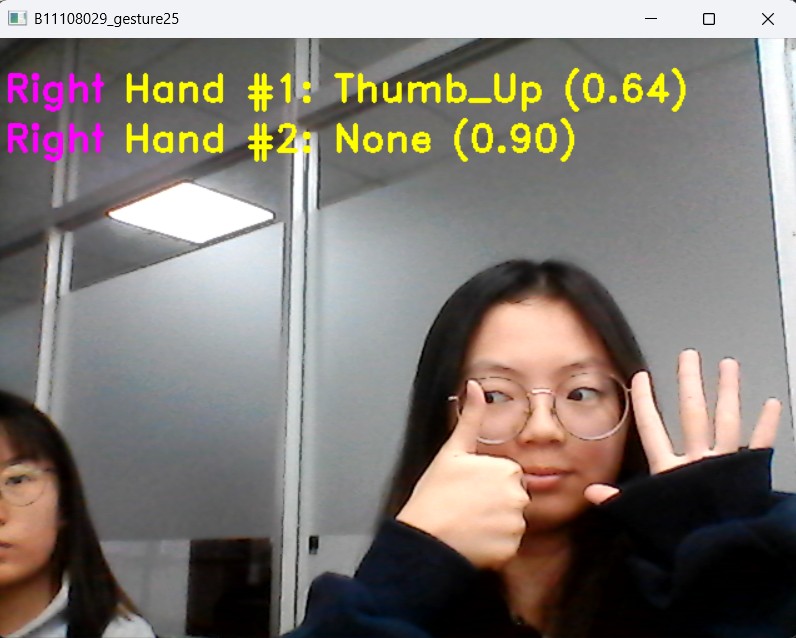 B11108029_gesture25
Right Hand #1: Thumb_Up (0.64)
Right Hand #2: None (0.90)